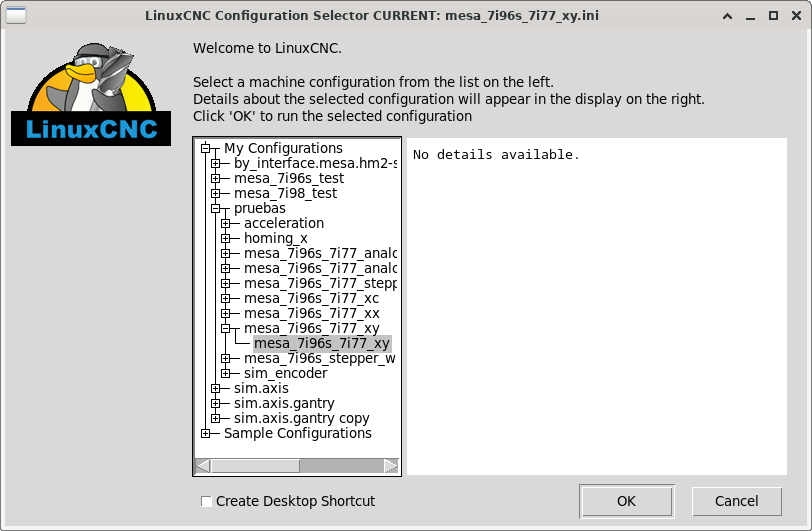 LinuxCNC Configuration Selector CURRENT: mesa_7i96s_7i77_xy.ini
LinuxCNC
Welcome to LinuxCNC.
Select a machine configuration from the list on the left.
Details about the selected configuration will appear in the display on the right.
Click 'OK' to run the selected configuration
My Configurations
by_interface.mesa.hm2-s
mesa_7i96s_test
mesa_7i98_test
pruebas
acceleration
homing_x
mesa_7i96s_7i77_analo
mesa_7i96s_7i77_analo
mesa_7i96s_7i77_stepp
mesa_7i96s_7i77_xc
mesa_7i96s_7i77_xx
mesa_7i96s_7i77_xy
mesa_7i96s_7i77_xy
mesa_7i96s_stepper_w
sim_encoder
sim.axis
sim.axis.gantry
sim.axis.gantry copy
Sample Configurations
No details available.
Create Desktop Shortcut
OK
Cancel